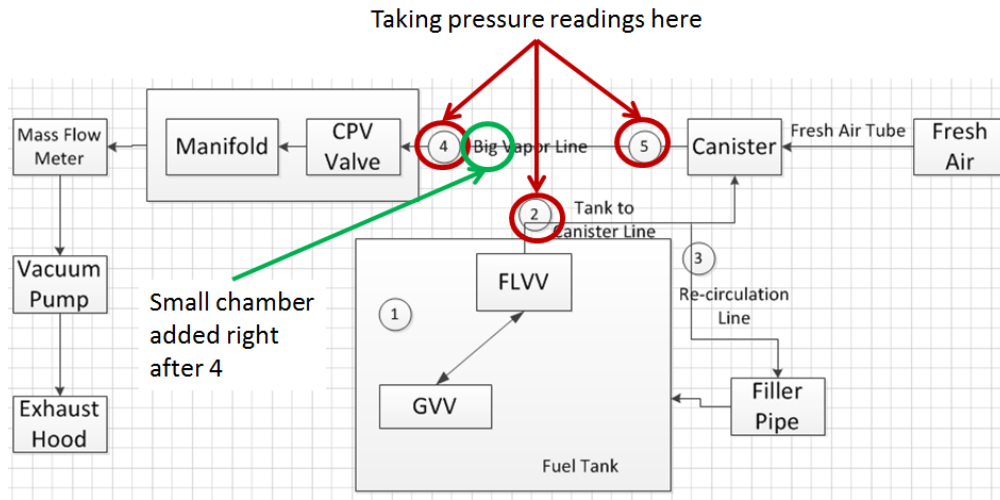 Taking pressure readings here
Mass Flow
Meter
Manifold
CPV
Valve
4
Big Vapor Line
5
Canister
Fresh Air Tube
Fresh
Air
2
Tank to
Canister Line
Vacuum
Pump
FLVV
3
Re-circulation
Line
Small chamber
added right
after 4
1
GVV
Filler
Pipe
Exhaust
Hood
Fuel Tank